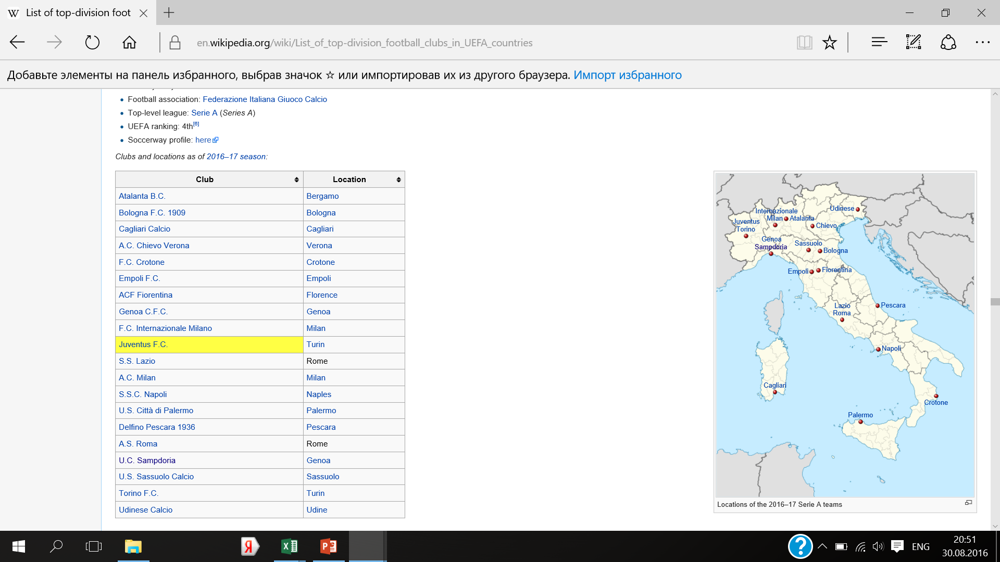 List of top-division foot
en.wikipedia.org/wiki/List_of_top-division_football_clubs_in_UEFA_countries
Добавьте элементы на панель избранного, выбрав значок ☆ или импортировав их из другого браузера. Импорт избранного
Football association: Federazione Italiana Giuoco Calcio
Top-level league: Serie A (Series A)
UEFA ranking: 4th[6]
Soccerway profile: here
Clubs and locations as of 2016–17 season:
Club Location
Atalanta B.C. Bergamo
Bologna F.C. 1909 Bologna
Cagliari Calcio Cagliari
A.C. Chievo Verona Verona
F.C. Crotone Crotone
Empoli F.C. Empoli
ACF Fiorentina Florence
Genoa C.F.C. Genoa
F.C. Internazionale Milano Milan
Juventus F.C. Turin
S.S. Lazio Rome
A.C. Milan Milan
S.S.C. Napoli Naples
U.S. Città di Palermo Palermo
Delfino Pescara 1936 Pescara
A.S. Roma Rome
U.C. Sampdoria Genoa
U.S. Sassuolo Calcio Sassuolo
Torino F.C. Turin
Udinese Calcio Udine
Udinese
Internazionale
Milan Atalanta
Juventus
Torino
Chievo
Genoa
Sampdoria
Sassuolo
Bologna
Empoli Fiorentina
Pescara
Lazio
Roma
Napoli
Cagliari
Crotone
Palermo
Locations of the 2016–17 Serie A teams
ENG
20:51
30.08.2016